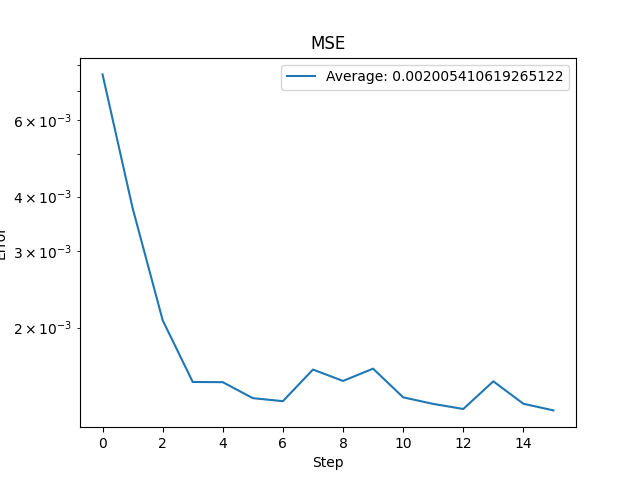 MSE
Average: 0.002005410619265122
6 × 10⁻³
4 × 10⁻³
3 × 10⁻³
2 × 10⁻³
Error
0 2 4 6 8 10 12 14
Step